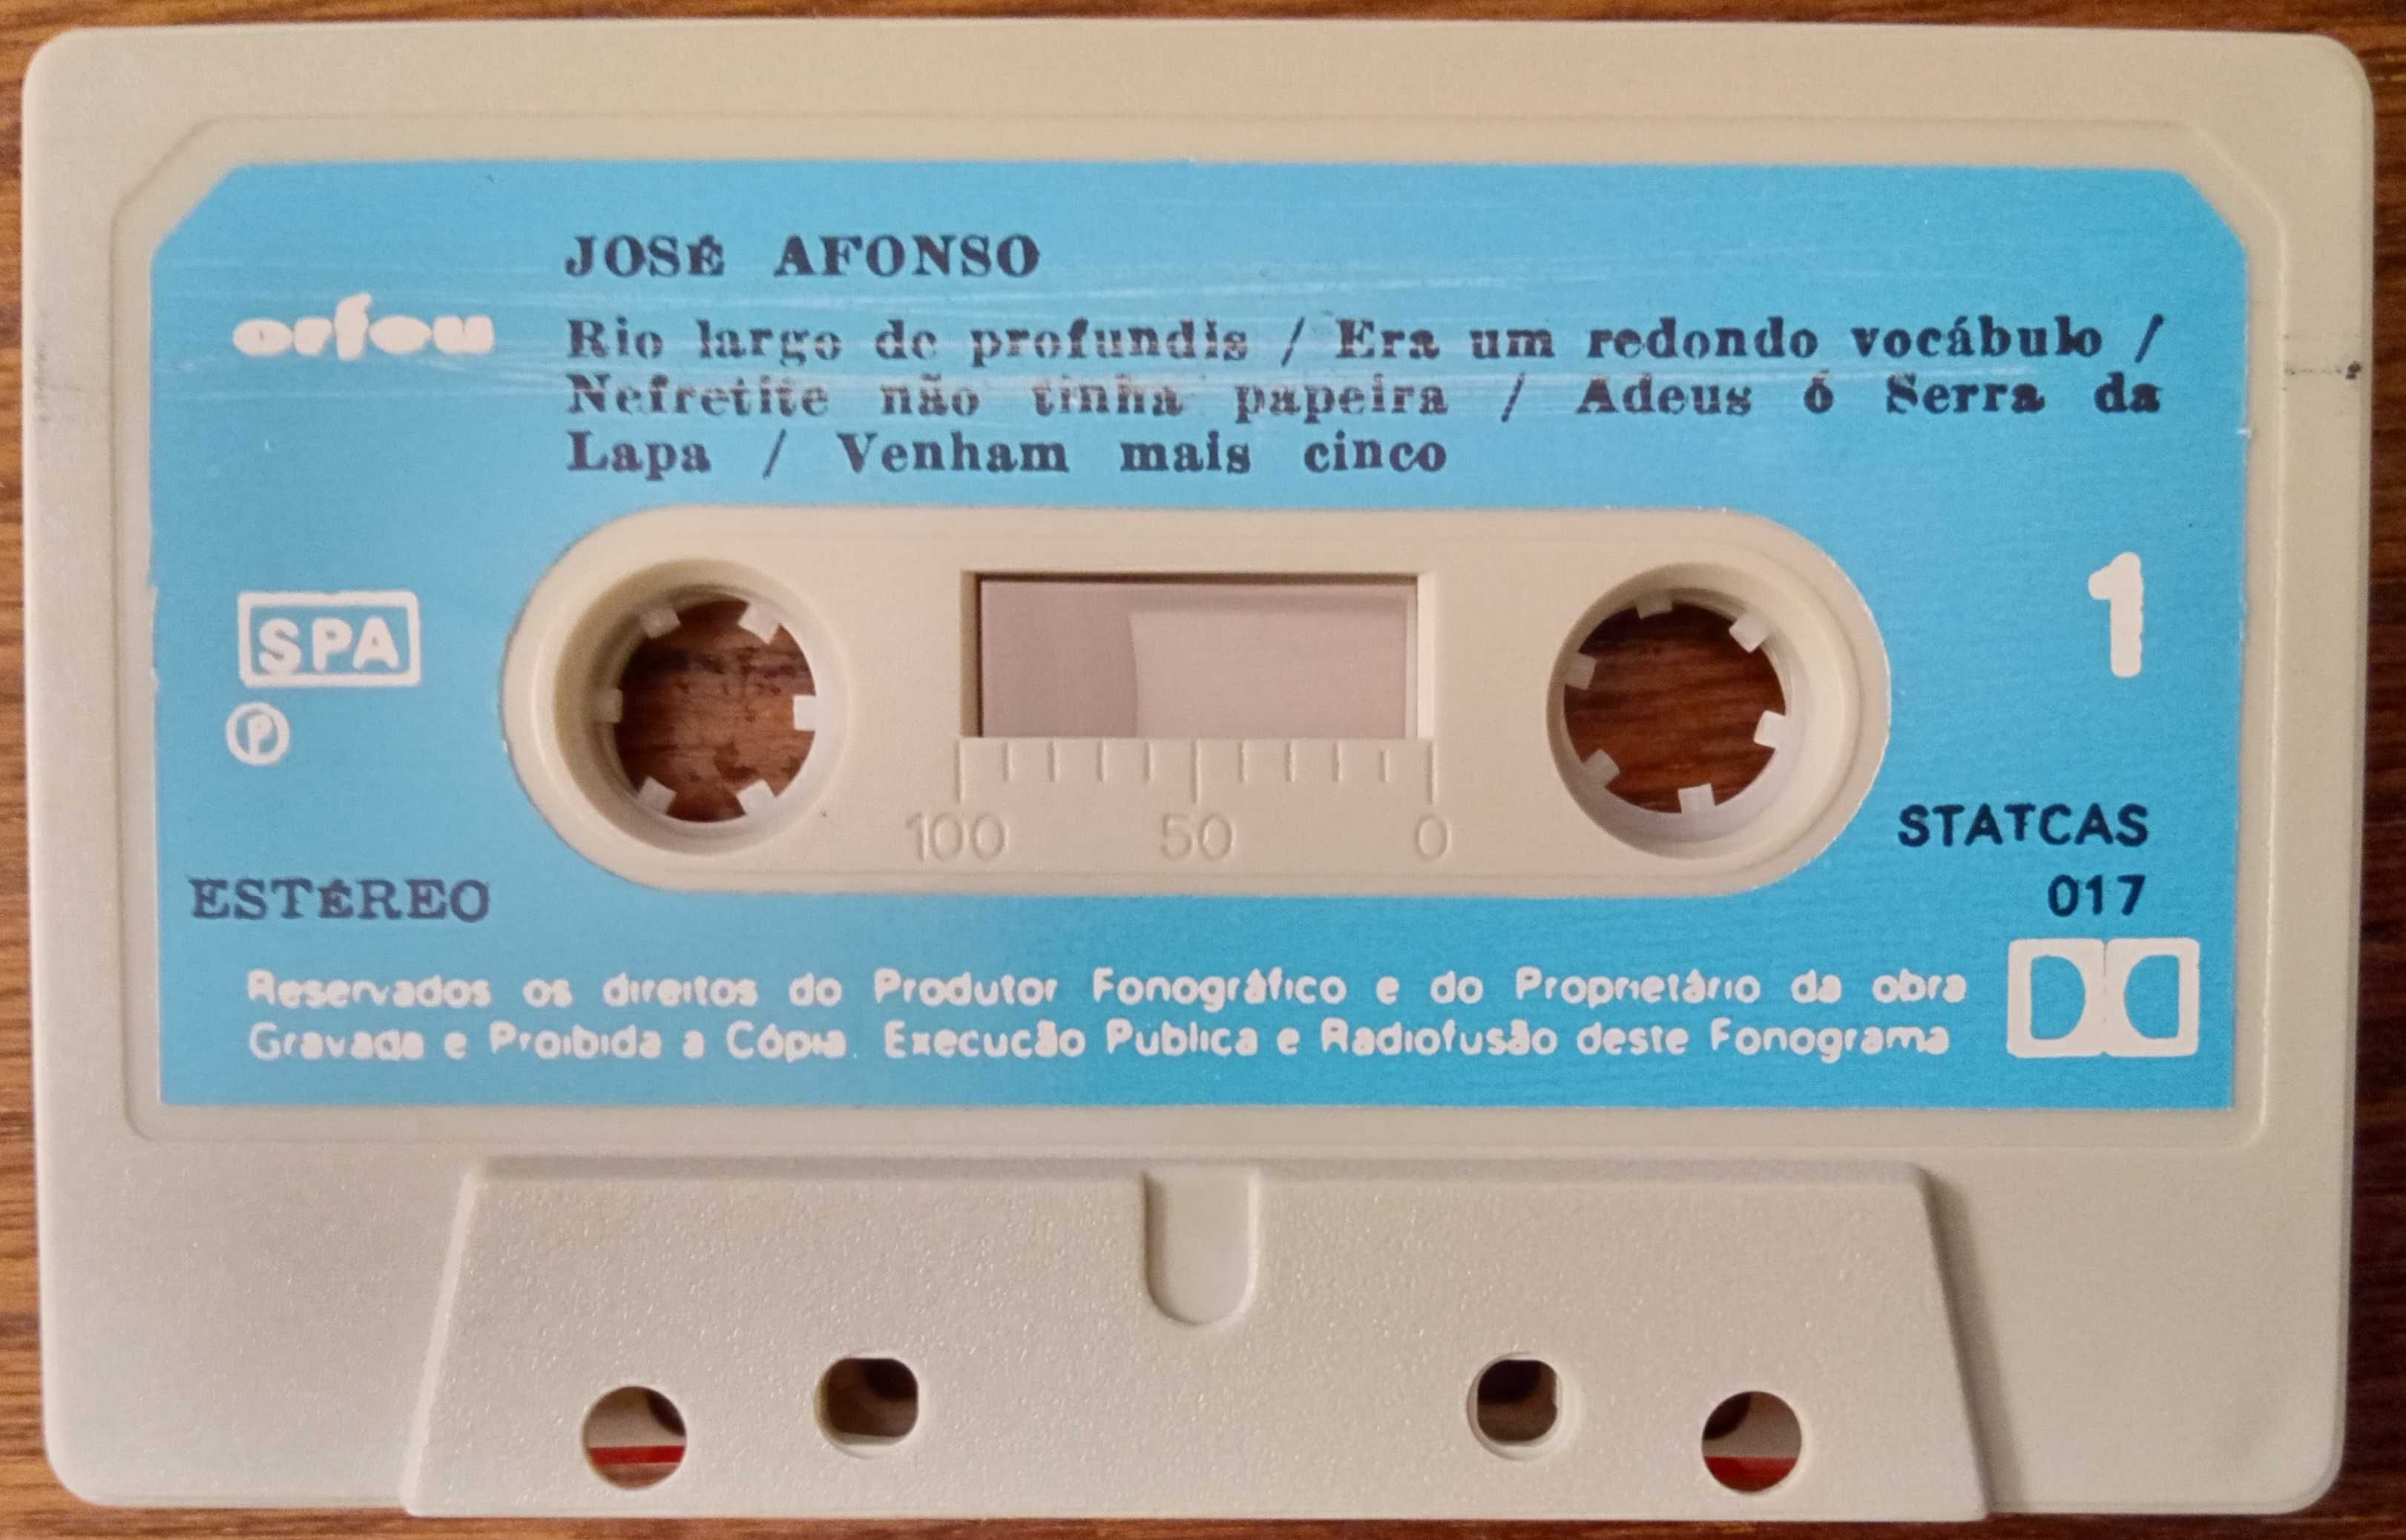 JOSÉ AFONSO
orfeu
Rio largo de profundis / Era um redondo vocábulo /
Nefretite não tinha papeira / Adeus ó Serra da
Lapa / Venham mais cinco
SPA
℗
1
100 50 0
STATCAS
017
ESTÉREO
Reservados os direitos do Produtor Fonográfico e do Proprietário da obra
Gravada e Proibida a Cópia. Execucão Publica e Radiofusão deste Fonograma